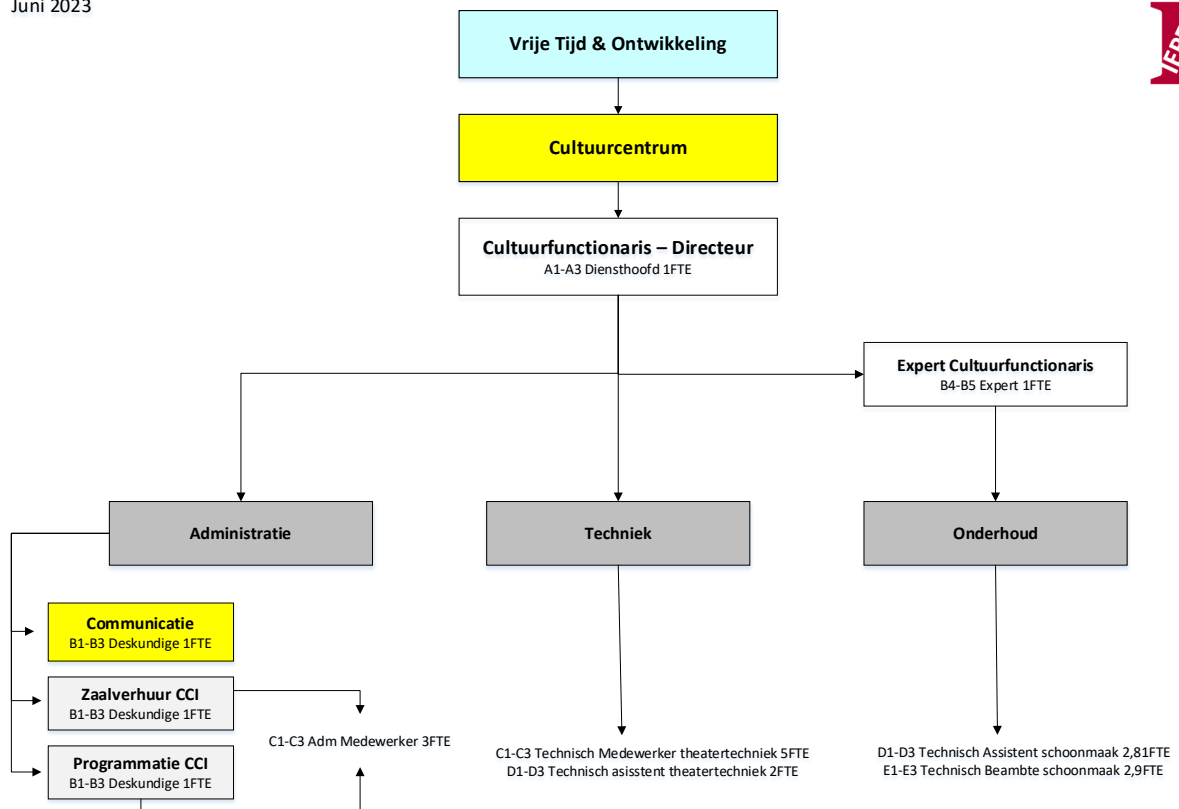 Juni 2023
Vrije Tijd & Ontwikkeling
Cultuurcentrum
Cultuurfunctionaris – Directeur
A1-A3 Diensthoofd 1FTE
Expert Cultuurfunctionaris
B4-B5 Expert 1FTE
Administratie
Techniek
Onderhoud
Communicatie
B1-B3 Deskundige 1FTE
Zaalverhuur CCI
B1-B3 Deskundige 1FTE
Programmatie CCI
B1-B3 Deskundige 1FTE
C1-C3 Adm Medewerker 3FTE
C1-C3 Technisch Medewerker theatertechniek 5FTE
D1-D3 Technisch asisstent theatertechniek 2FTE
D1-D3 Technisch Assistent schoonmaak 2,81FTE
E1-E3 Technisch Beambte schoonmaak 2,9FTE